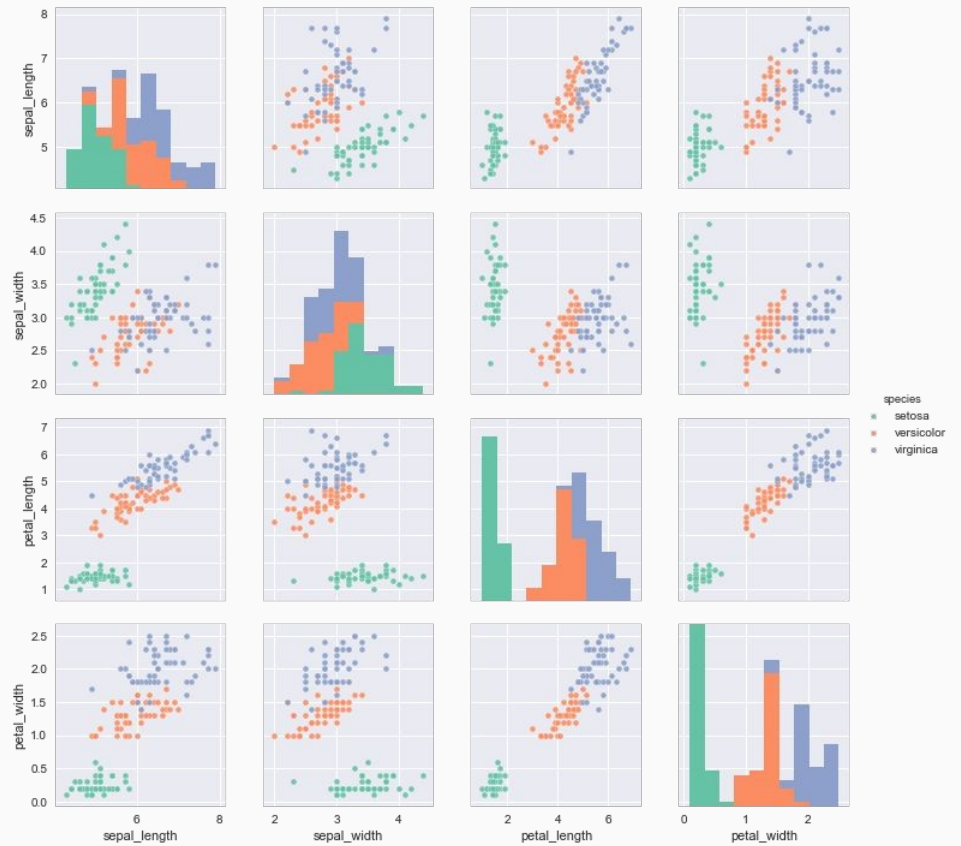 8
7
6
5
sepal_length
4.5
4.0
3.5
3.0
2.5
2.0
sepal_width
species
setosa
versicolor
virginica
7
6
5
4
3
2
1
petal_length
2.5
2.0
1.5
1.0
0.5
0.0
petal_width
6 8
2 3 4
2 4 6
0 1 2
sepal_length
sepal_width
petal_length
petal_width